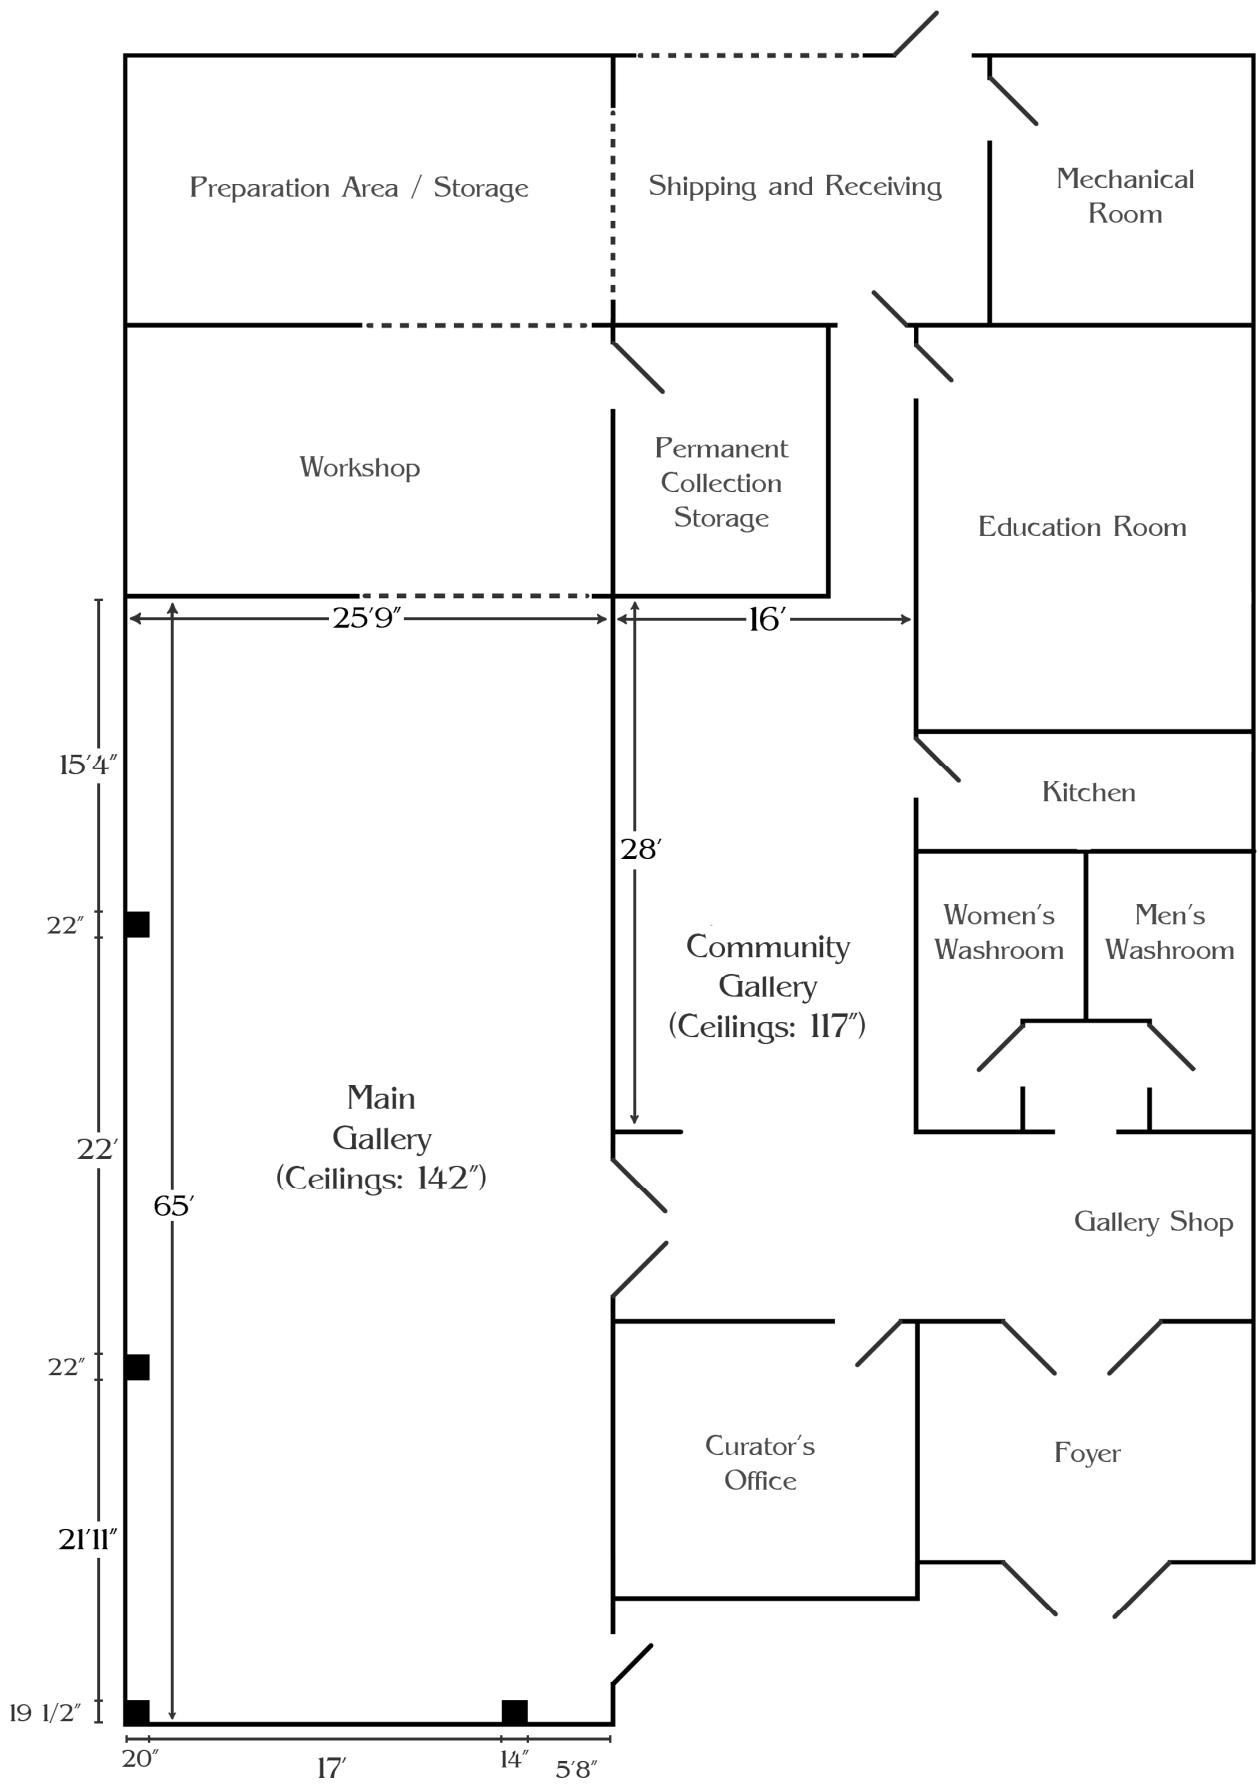 Preparation Area / Storage
Shipping and Receiving
Mechanical
Room
Workshop
Permanent
Collection
Storage
Education Room
25'9"
16'
15'4"
Kitchen
28'
22"
Women's
Washroom
Men's
Washroom
Community
Gallery
(Ceilings: 117")
Main
Gallery
(Ceilings: 142")
22'
65'
Gallery Shop
22"
Curator's
Office
Foyer
21'11"
19 1/2"
20"
17'
14"
5'8"